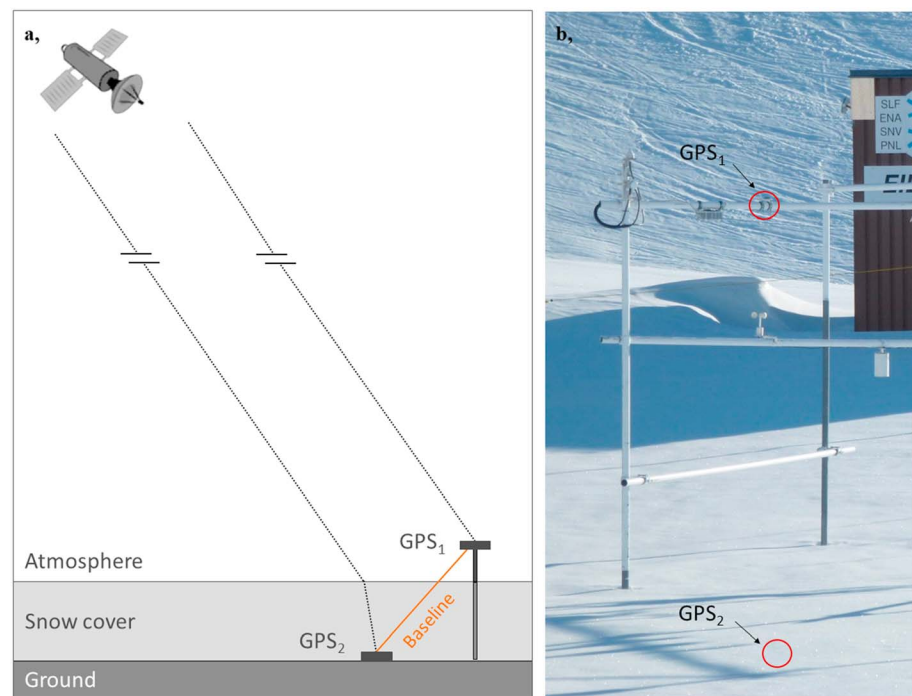 a,
GPS1
Atmosphere
Snow cover
GPS2
Baseline
Ground
b,
SLF
ENA
SNV
PNL
GPS1
GPS2